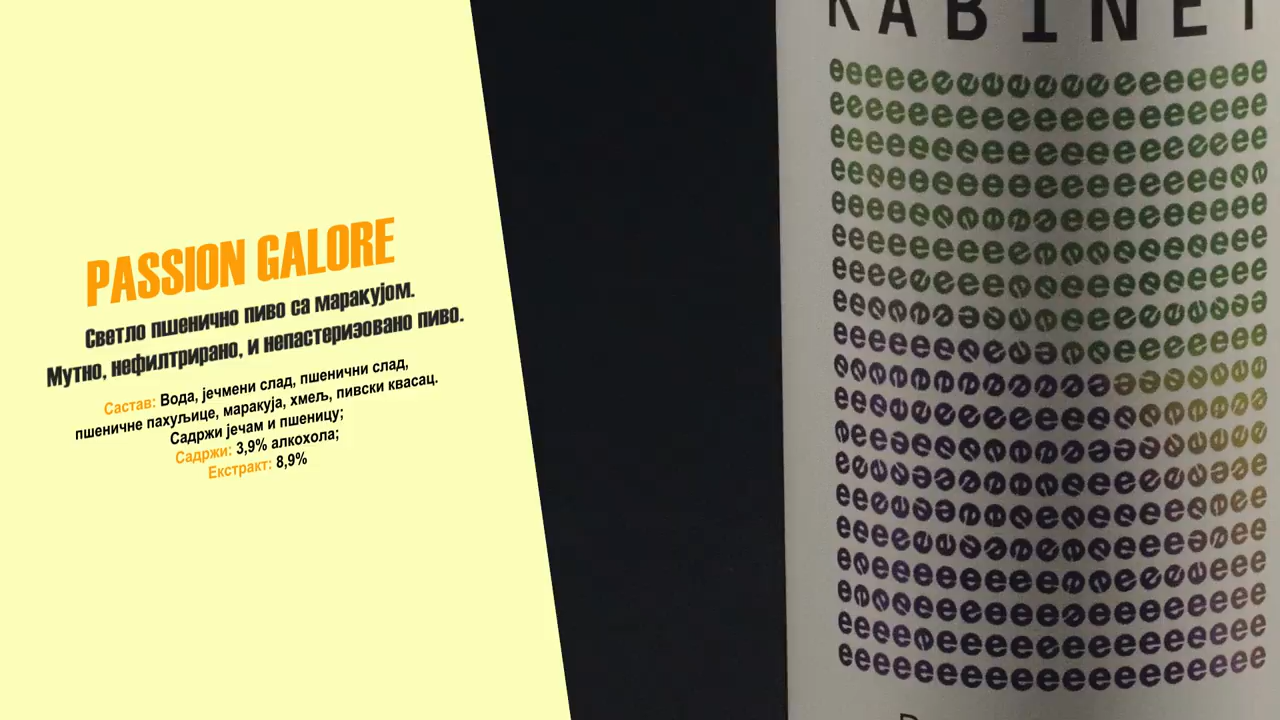 PASSION GALORE
Светло пшенично пиво са маракујом.
Мутно, нефилтрирано, и непастеризовано пиво.
Састав: Вода, јечмени слад, пшенични слад,
пшеничне пахуљице, маракуја, хмељ, пивски квасац.
Садржи јечам и пшеницу;
Садржи: 3,9% алкохола;
Екстракт: 8,9%
KABINET